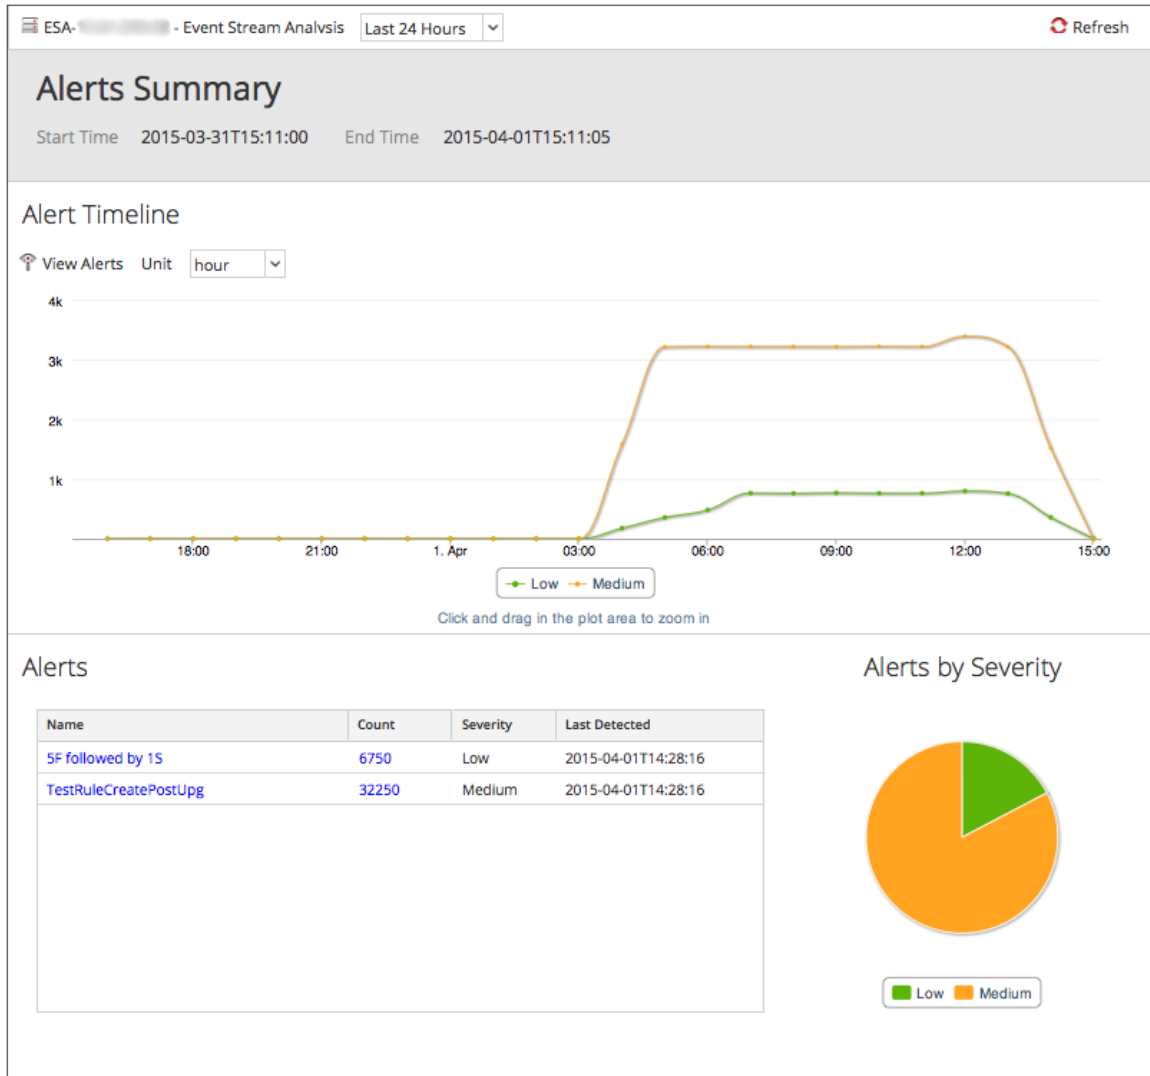 ESA- - Event Stream Analysis Last 24 Hours Refresh
Alerts Summary
Start Time 2015-03-31T15:11:00 End Time 2015-04-01T15:11:05
Alert Timeline
View Alerts Unit hour
4k
3k
2k
1k
18:00 21:00 1. Apr 03:00 06:00 09:00 12:00 15:00
Low Medium
Click and drag in the plot area to zoom in
Alerts Alerts by Severity
Name Count Severity Last Detected
5F followed by 1S 6750 Low 2015-04-01T14:28:16
TestRuleCreatePostUpg 32250 Medium 2015-04-01T14:28:16
Low Medium